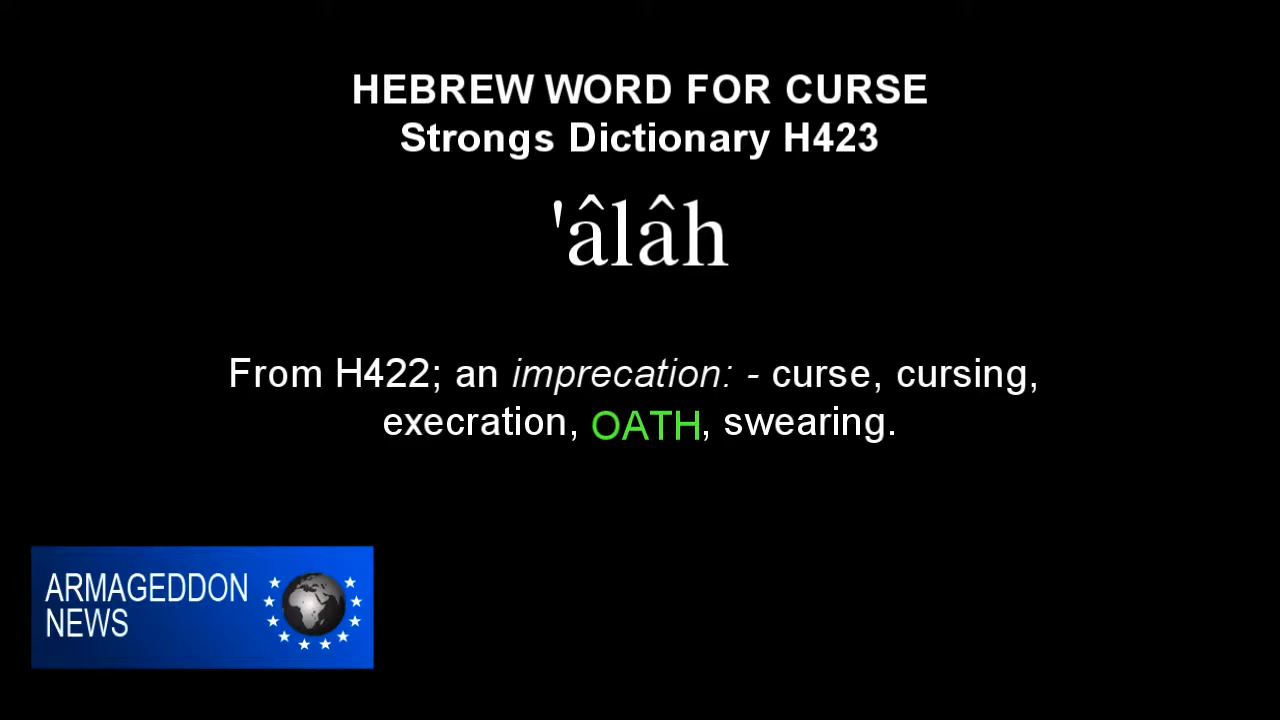 HEBREW WORD FOR CURSE
Strongs Dictionary H423
'âlâh
From H422; an imprecation: - curse, cursing,
execration, OATH, swearing.
ARMAGEDDON
NEWS